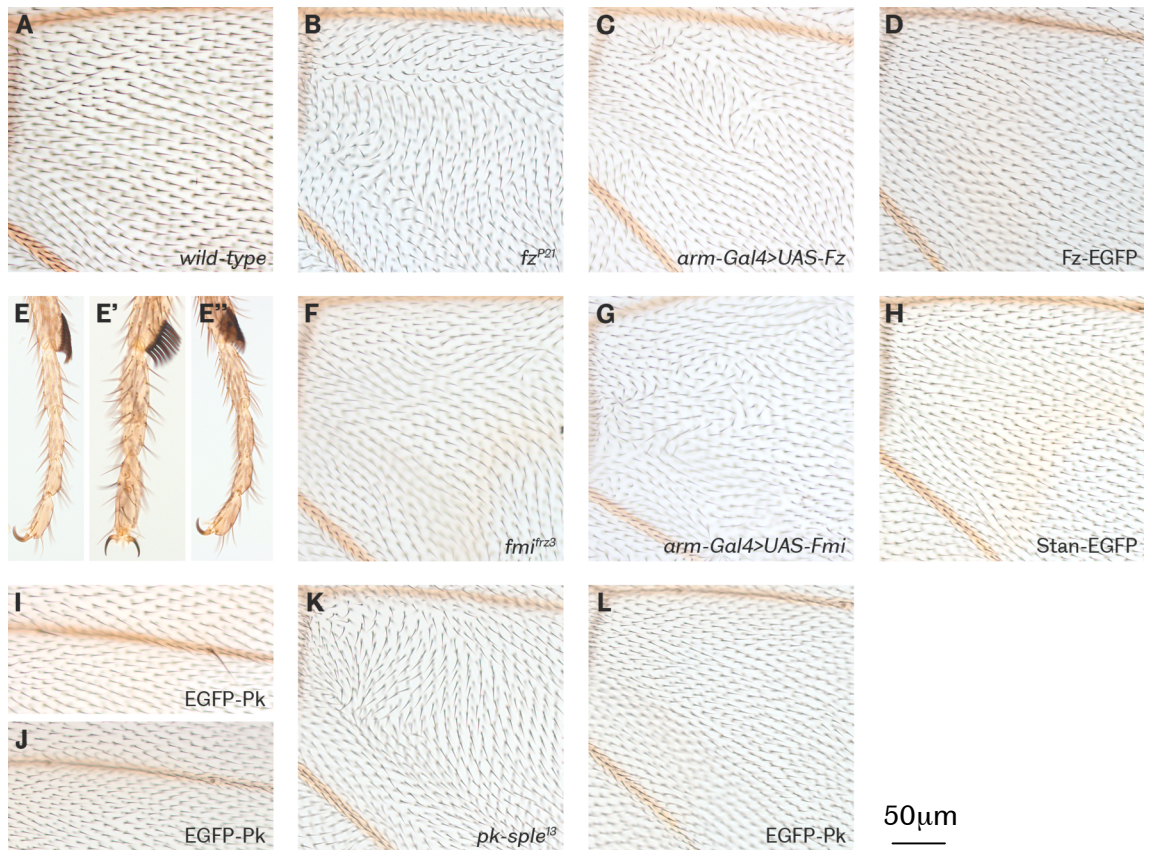 A
wild-type
B
fz^P21
C
arm-Gal4>UAS-Fz
D
Fz-EGFP
E
E'
E"
F
fmi^frz3
G
arm-Gal4>UAS-Fmi
H
Stan-EGFP
I
EGFP-Pk
J
EGFP-Pk
K
pk-sple^13
L
EGFP-Pk
50µm